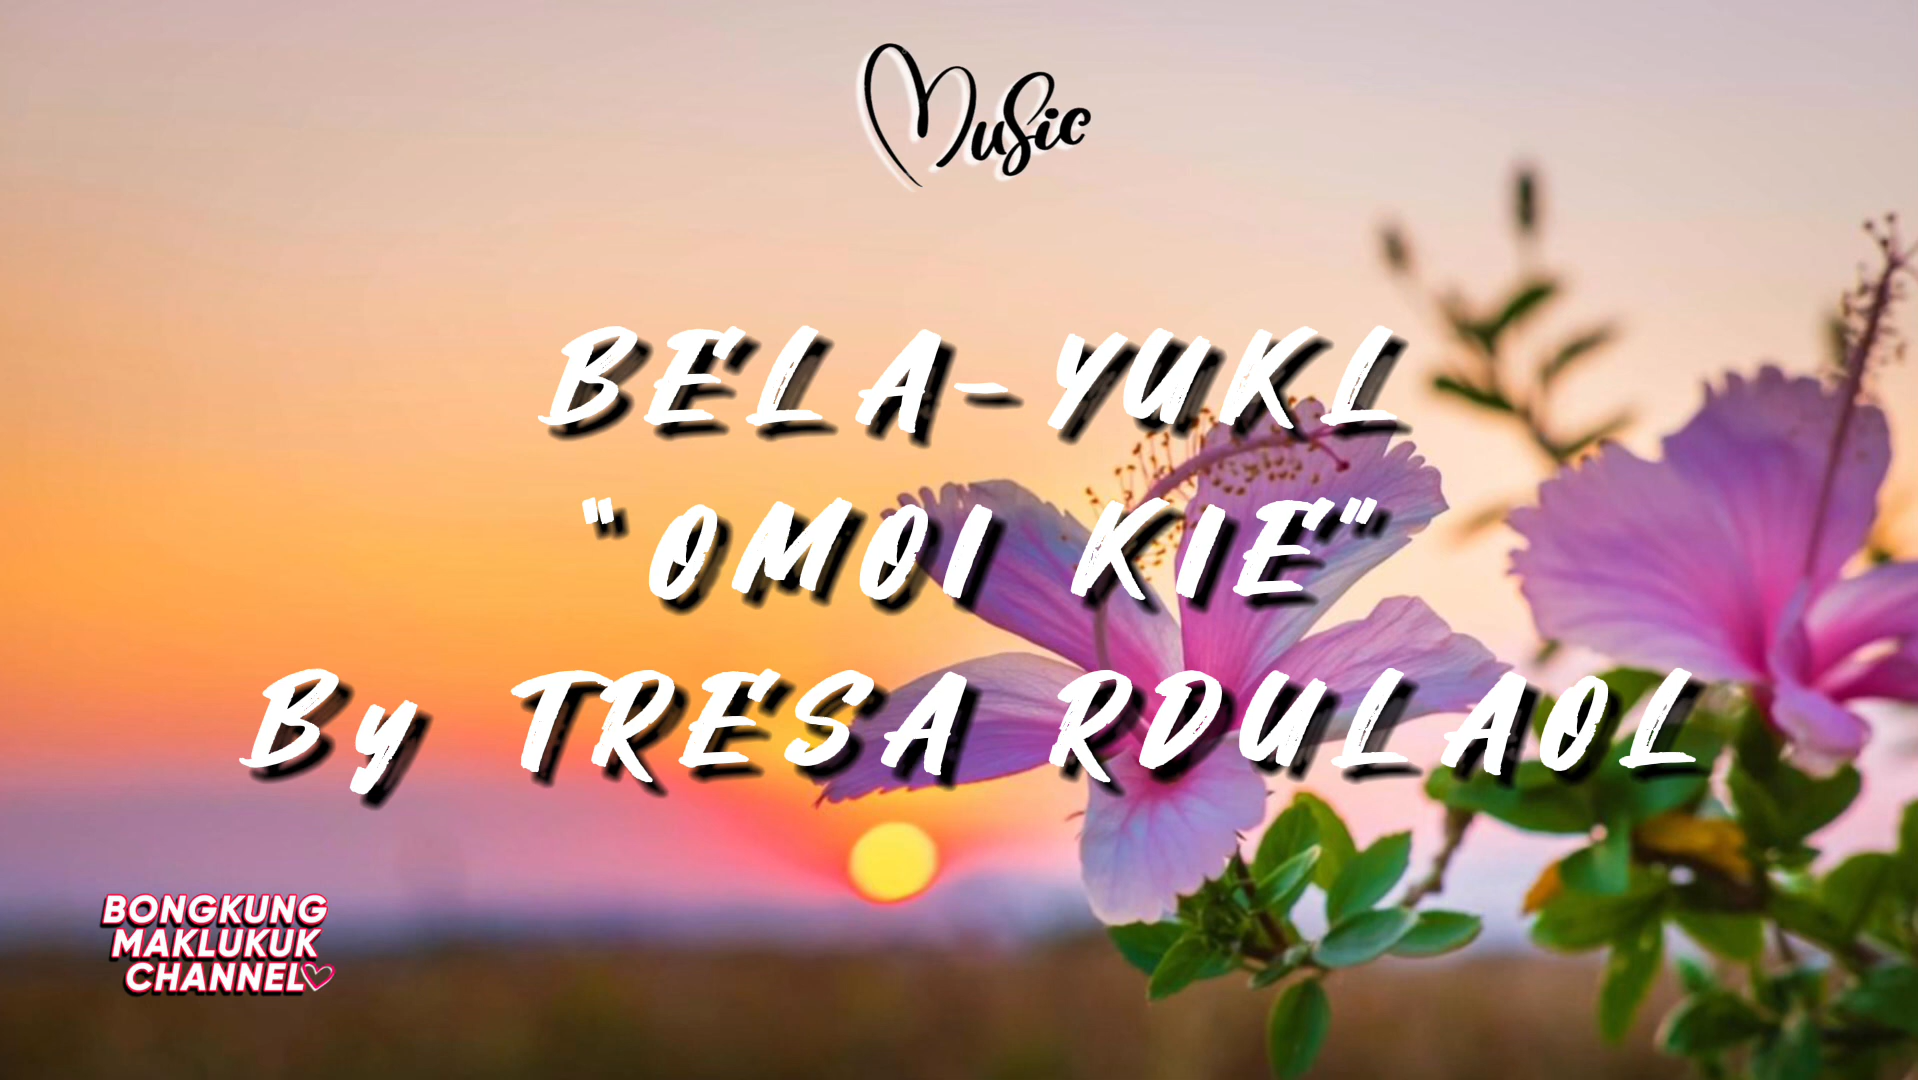 Music
BELA-YUKL
"OMOI KIE"
By TRESA RDULAOL
BONGKUNG
MAKLUKUK
CHANNEL